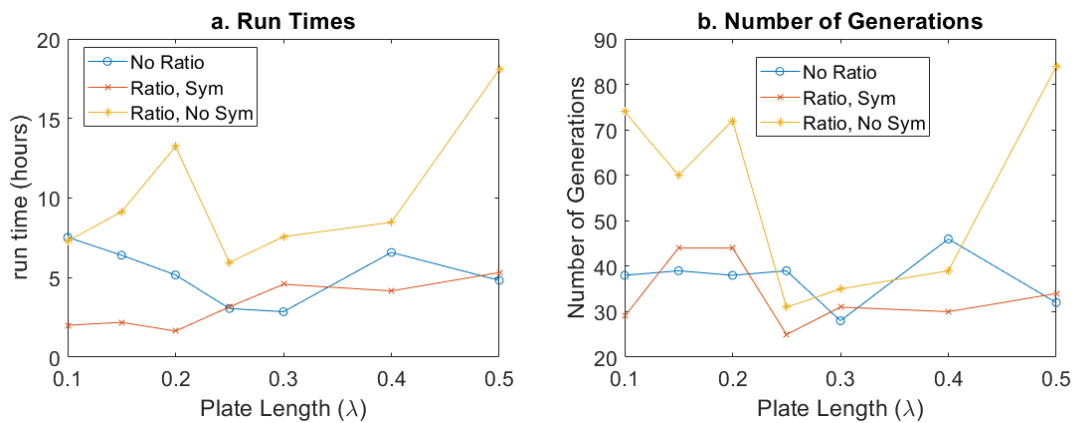 a. Run Times
20
15
10
5
0
run time (hours)
No Ratio
Ratio, Sym
Ratio, No Sym
0.1 0.2 0.3 0.4 0.5
Plate Length (λ)
b. Number of Generations
90
80
70
60
50
40
30
20
Number of Generations
No Ratio
Ratio, Sym
Ratio, No Sym
0.1 0.2 0.3 0.4 0.5
Plate Length (λ)